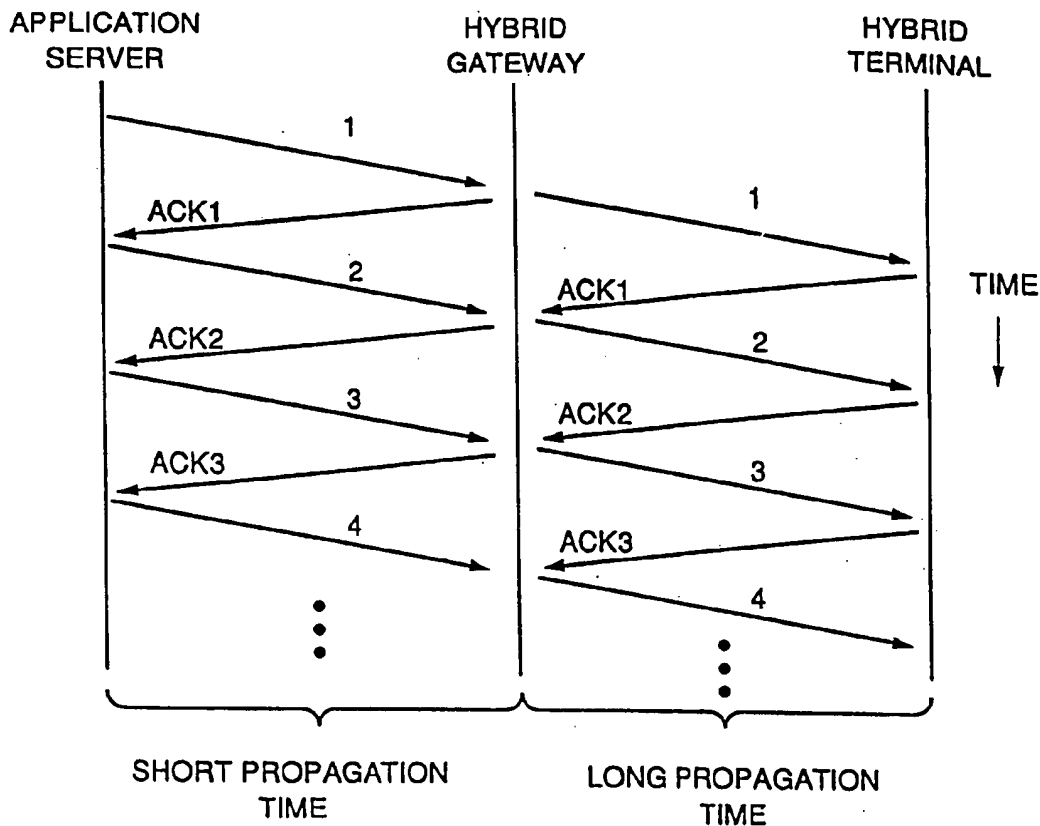 APPLICATION
SERVER
HYBRID
GATEWAY
HYBRID
TERMINAL
1
ACK1
1
2
ACK1
TIME
ACK2
2
3
ACK2
ACK3
3
4
ACK3
4
SHORT PROPAGATION
TIME
LONG PROPAGATION
TIME